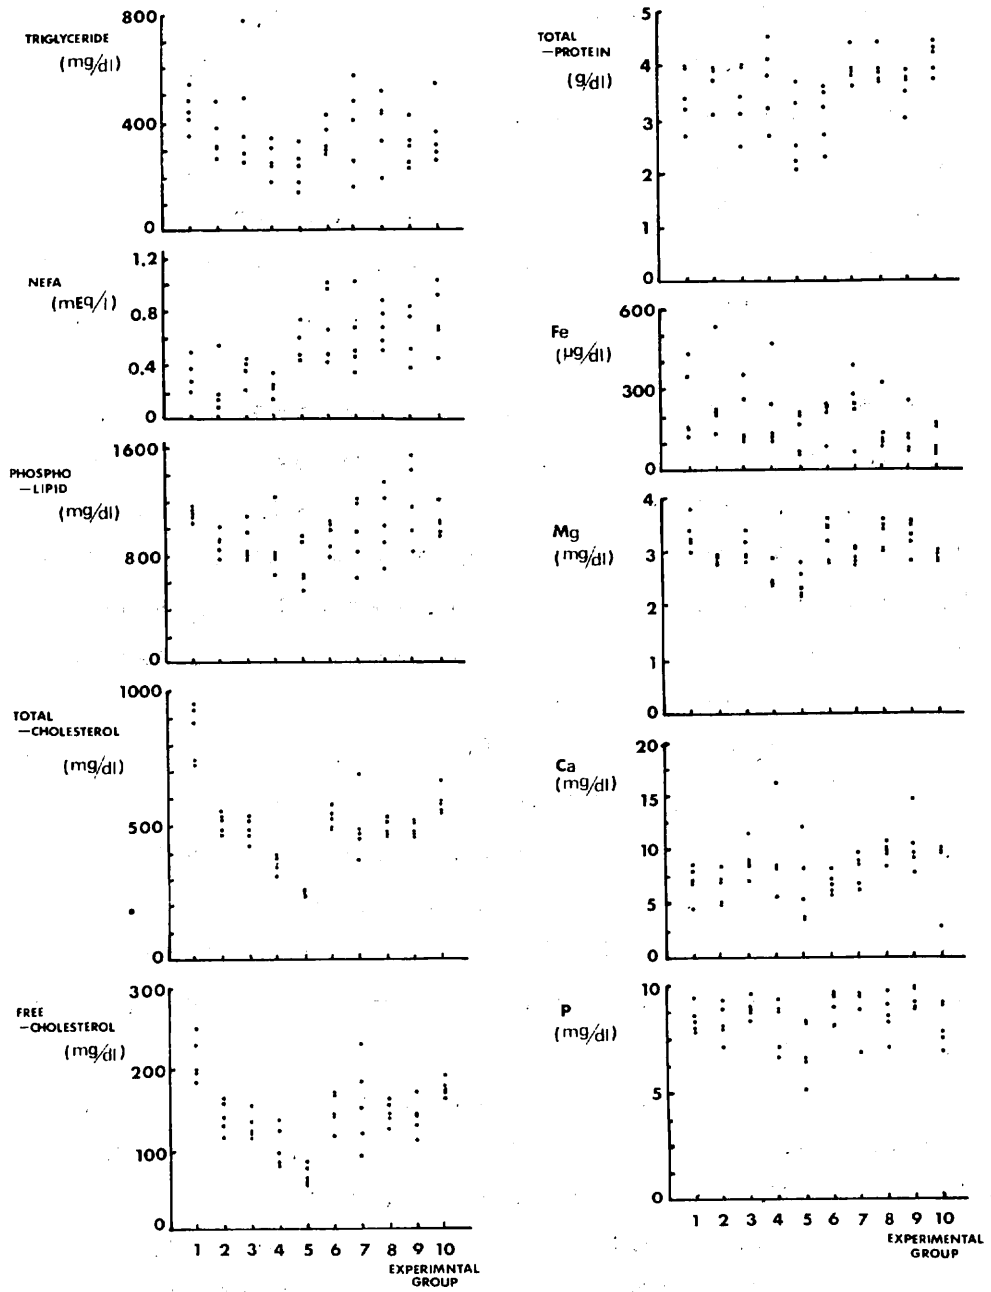 TRIGLYCERIDE
(mg/dl)
800
400
0
NEFA
(mEq/l)
1.2
0.8
0.4
0
PHOSPHO
–LIPID
(mg/dl)
1600
800
0
TOTAL
–CHOLESTEROL
(mg/dl)
1000
500
0
FREE
–CHOLESTEROL
(mg/dl)
300
200
100
0
1 2 3 4 5 6 7 8 9 10
EXPERIMNTAL
GROUP
TOTAL
–PROTEIN
(g/dl)
5
4
3
2
1
0
Fe
(µg/dl)
600
300
0
Mg
(mg/dl)
4
3
2
1
0
Ca
(mg/dl)
20
15
10
5
0
P
(mg/dl)
10
5
0
1 2 3 4 5 6 7 8 9 10
EXPERIMENTAL
GROUP